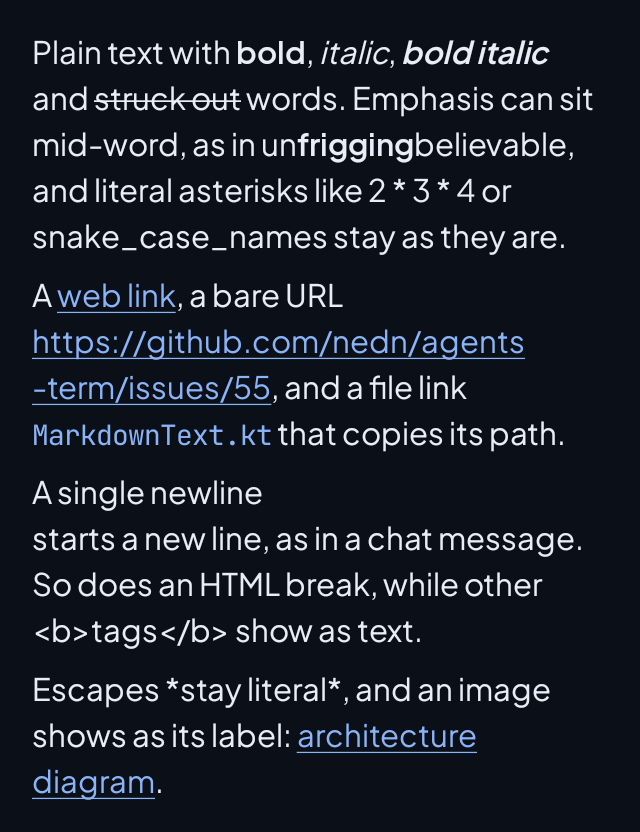 Plain text with bold, italic, bold italic
and struck out words. Emphasis can sit
mid-word, as in unfriggingbelievable,
and literal asterisks like 2 * 3 * 4 or
snake_case_names stay as they are.
A web link, a bare URL
https://github.com/nedn/agents
-term/issues/55, and a file link
MarkdownText.kt that copies its path.
A single newline
starts a new line, as in a chat message.
So does an HTML break, while other
<b>tags</b> show as text.
Escapes *stay literal*, and an image
shows as its label: architecture
diagram.